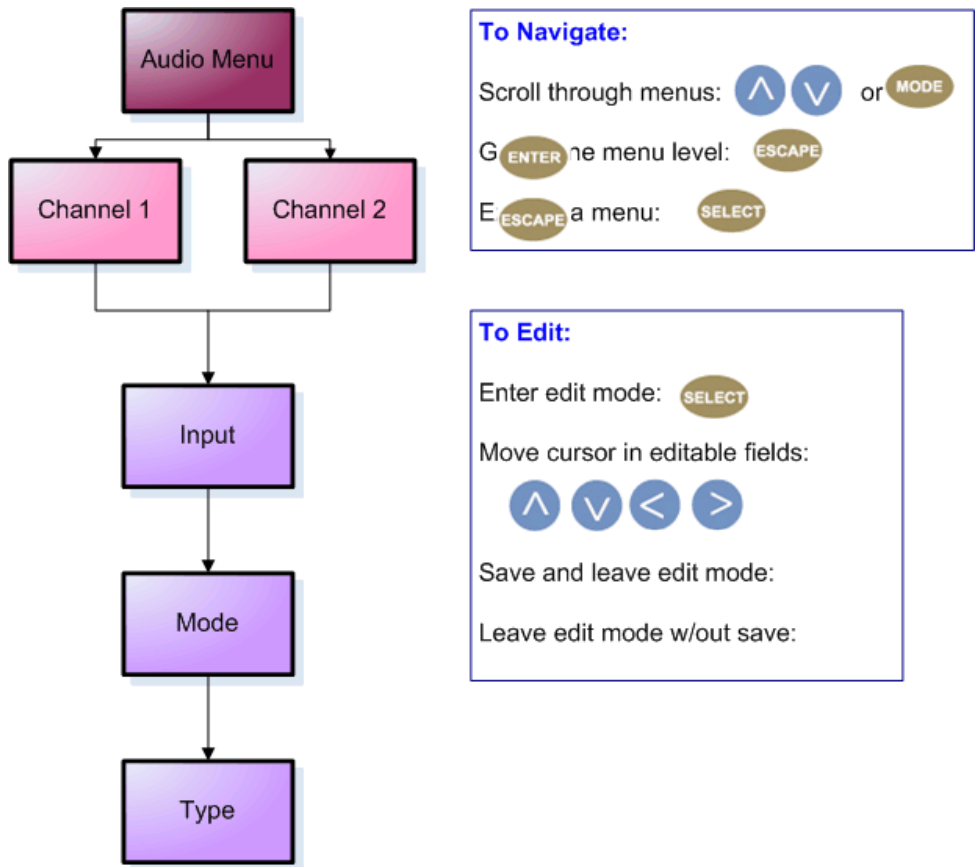 Audio Menu
Channel 1
Channel 2
Input
Mode
Type
To Navigate:
Scroll through menus: ᐱ ᐯ or MODE
G ENTER ne menu level: ESCAPE
E ESCAPE a menu: SELECT
To Edit:
Enter edit mode: SELECT
Move cursor in editable fields:
ᐱ ᐯ < >
Save and leave edit mode:
Leave edit mode w/out save: